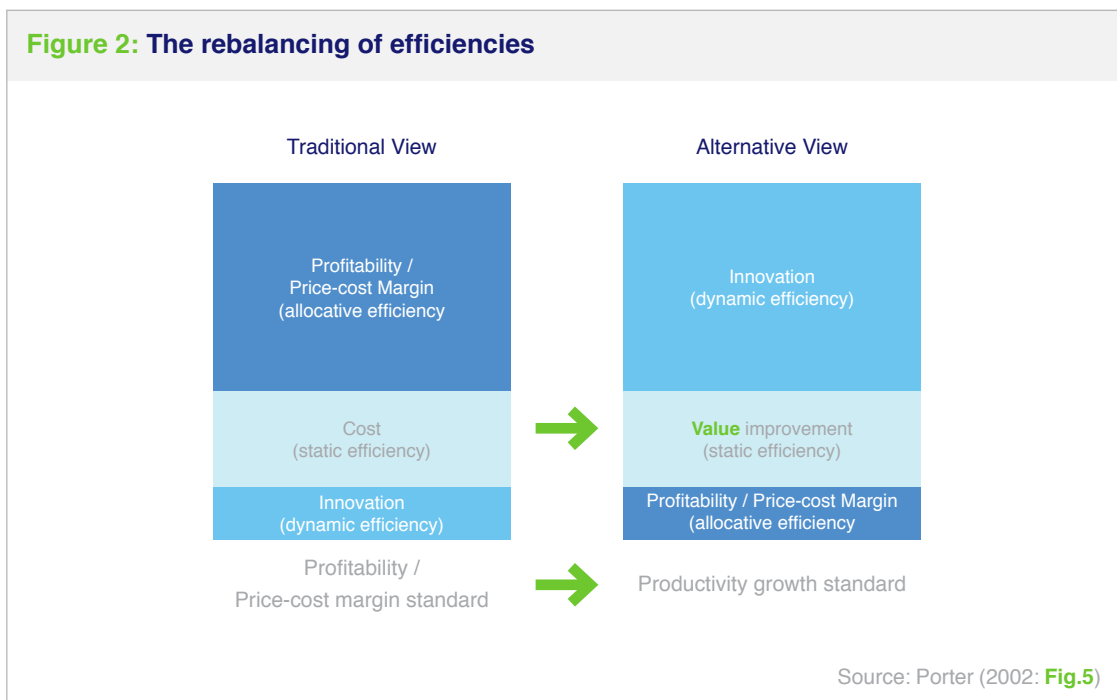 Figure 2: The rebalancing of efficiencies
Traditional View
Profitability /
Price-cost Margin
(allocative efficiency
Cost
(static efficiency)
Innovation
(dynamic efficiency)
Profitability /
Price-cost margin standard
Alternative View
Innovation
(dynamic efficiency)
Value improvement
(static efficiency)
Profitability / Price-cost Margin
(allocative efficiency
Productivity growth standard
Source: Porter (2002: Fig.5)